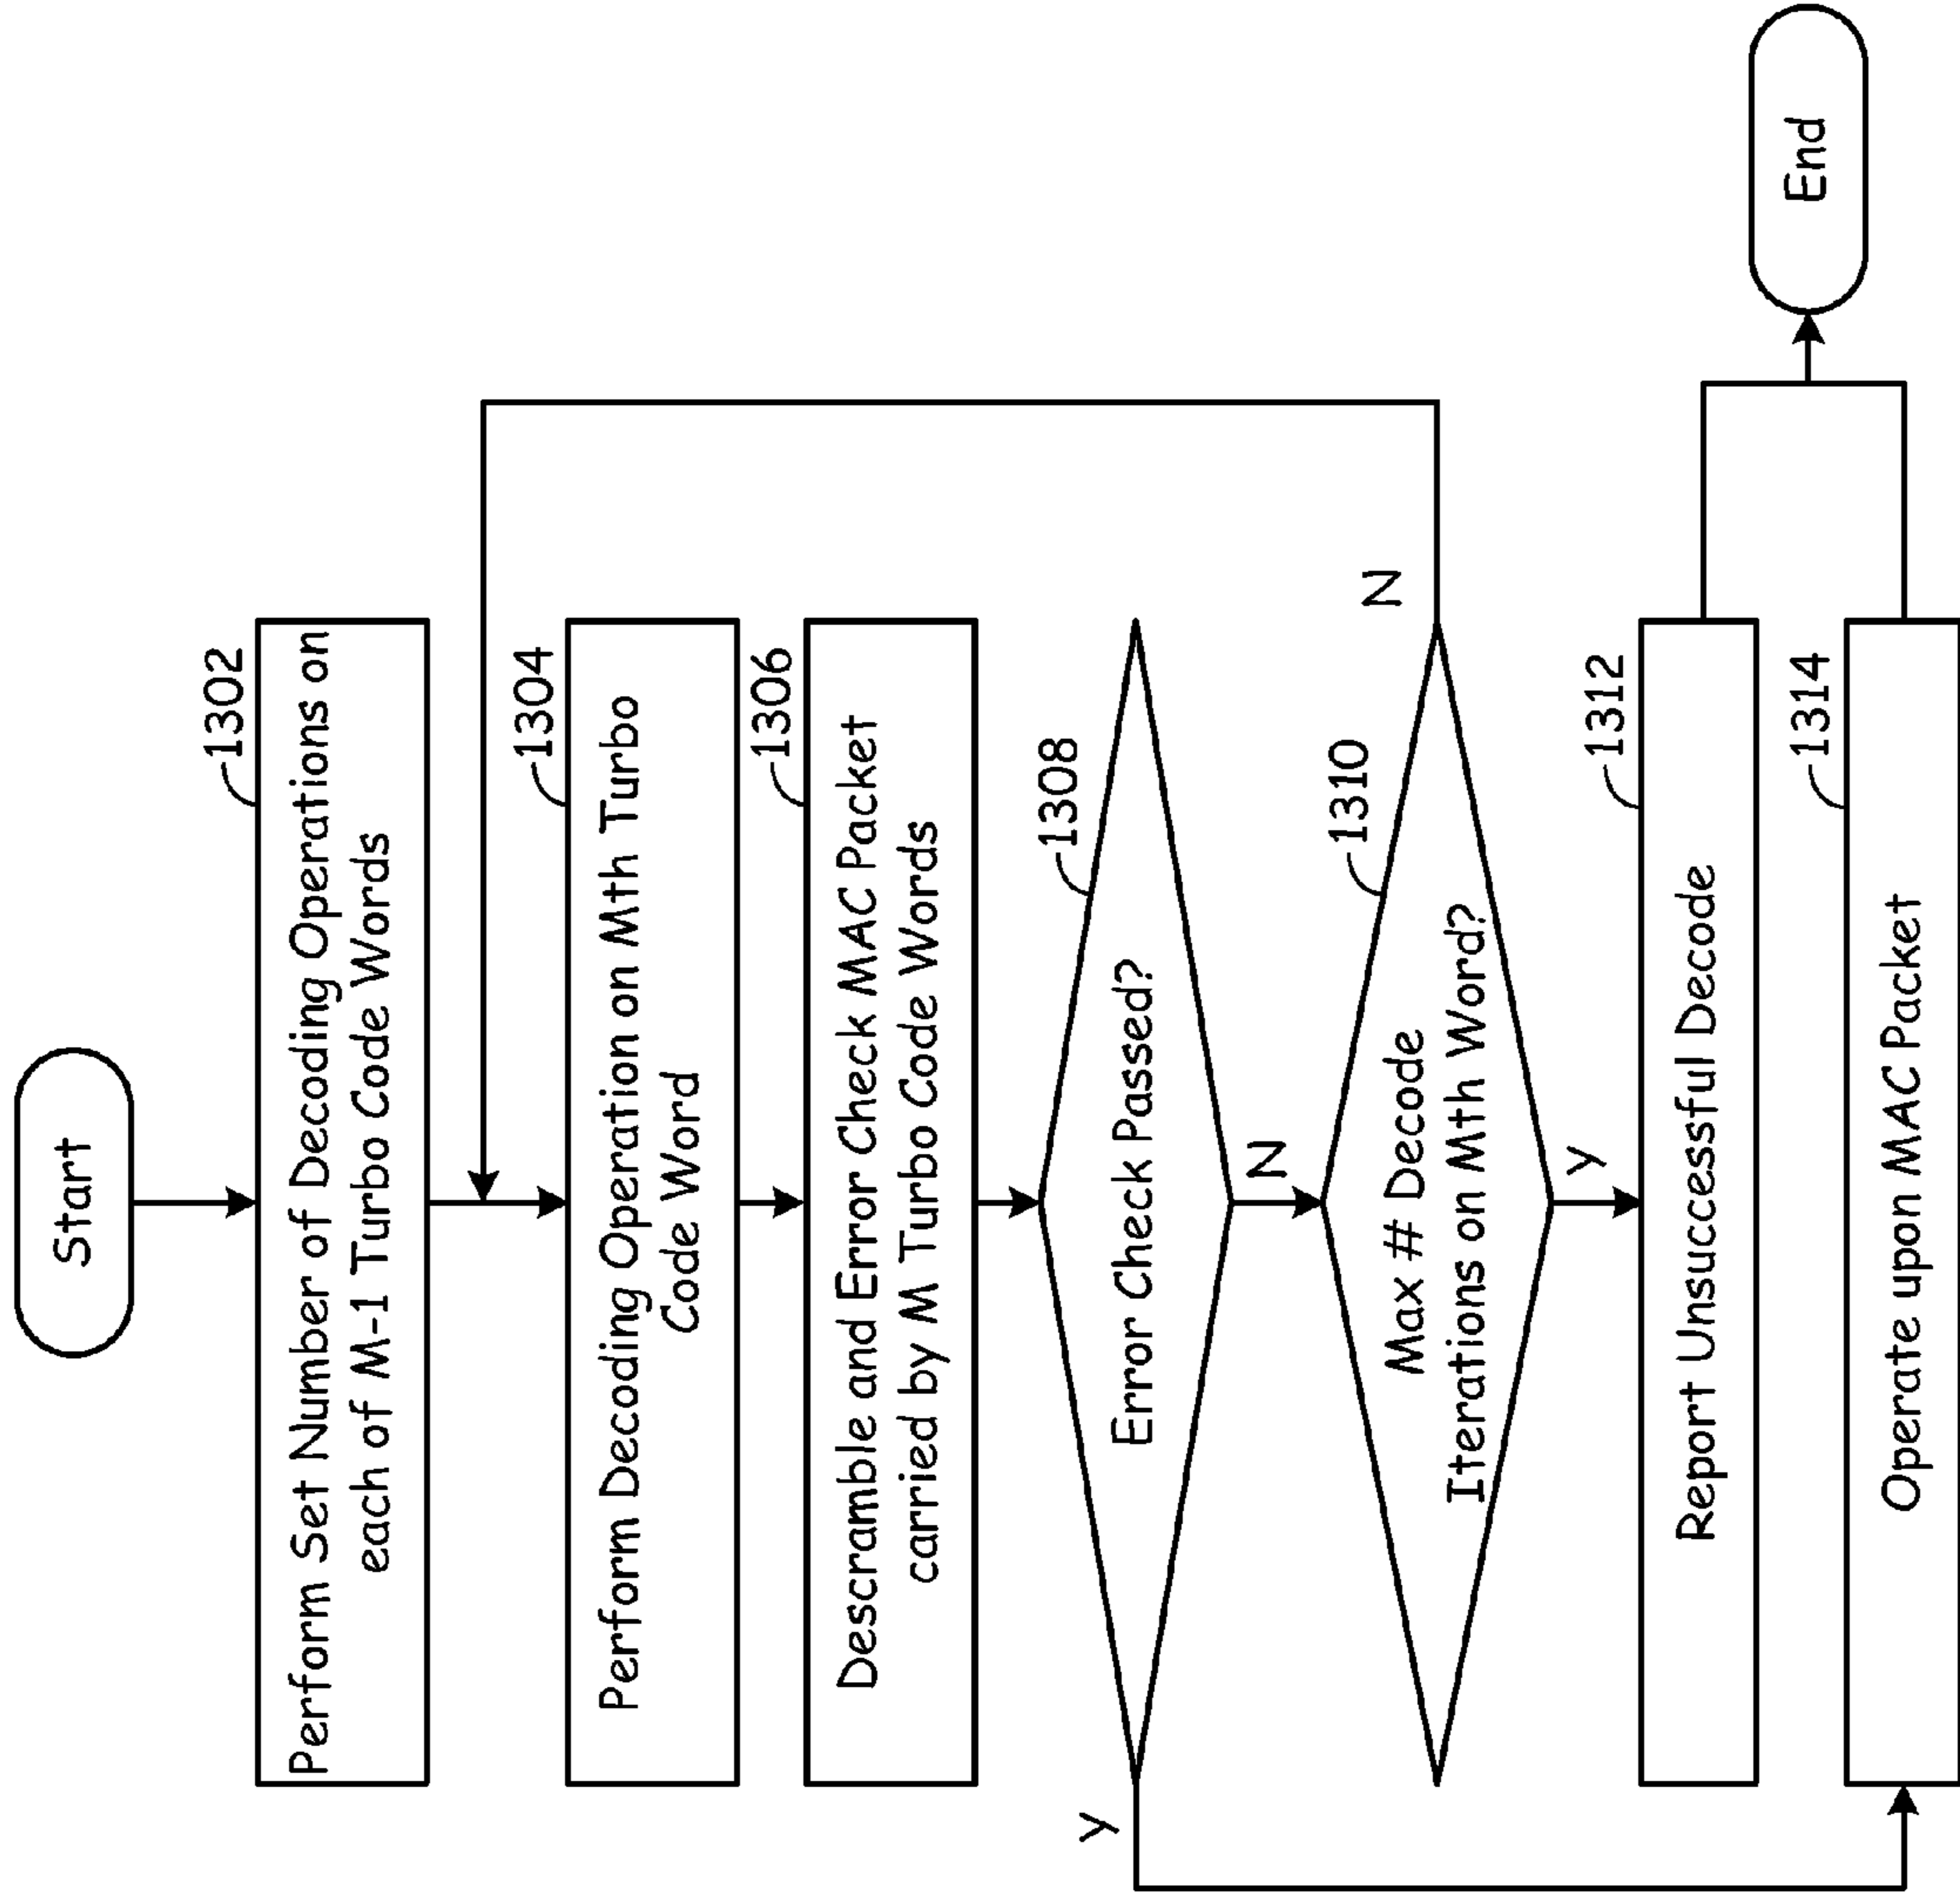 Start
1302
Perform Set Number of Decoding Operations on
each of M-1 Turbo Code Words
1304
Perform Decoding Operation on Mth Turbo
Code Word
1306
Descramble and Error Check MAC Packet
carried by M Turbo Code Words
1308
Error Check Passed?
Y
N
1310
Max # Decode
Iterations on Mth Word?
N
Y
1312
Report Unsuccessful Decode
1314
Operate upon MAC Packet
End